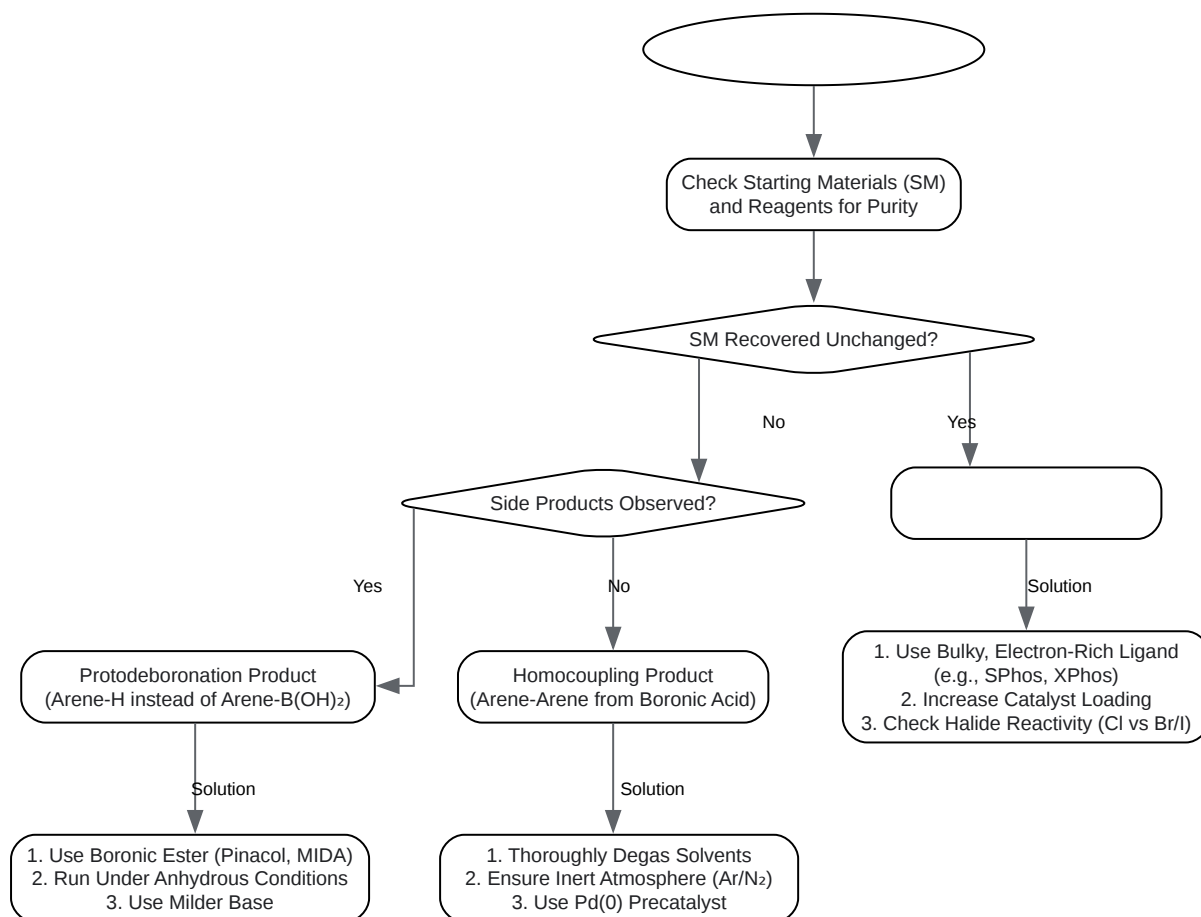 Check Starting Materials (SM)
and Reagents for Purity
SM Recovered Unchanged?
No
Yes
Side Products Observed?
Yes
No
Solution
Protodeboronation Product
(Arene-H instead of Arene-B(OH)₂)
Homocoupling Product
(Arene-Arene from Boronic Acid)
1. Use Bulky, Electron-Rich Ligand
(e.g., SPhos, XPhos)
2. Increase Catalyst Loading
3. Check Halide Reactivity (Cl vs Br/I)
Solution
Solution
1. Use Boronic Ester (Pinacol, MIDA)
2. Run Under Anhydrous Conditions
3. Use Milder Base
1. Thoroughly Degas Solvents
2. Ensure Inert Atmosphere (Ar/N₂)
3. Use Pd(0) Precatalyst